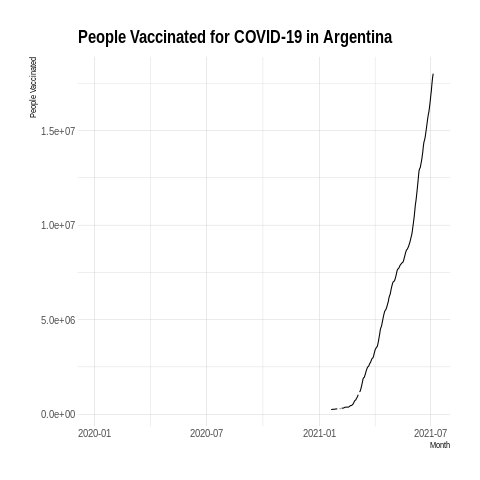 People Vaccinated for COVID-19 in Argentina
People Vaccinated
1.5e+07
1.0e+07
5.0e+06
0.0e+00
2020-01 2020-07 2021-01 2021-07
Month